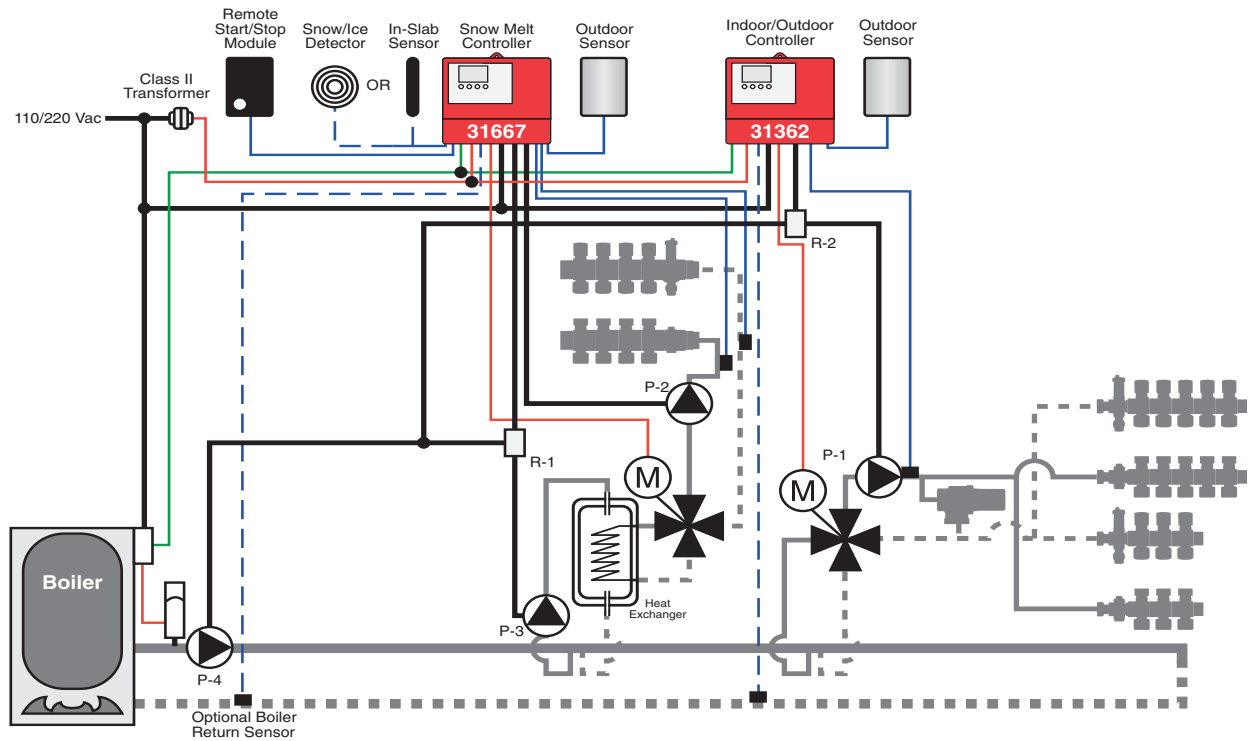 Remote
Start/Stop
Module
Snow/Ice
Detector
OR
In-Slab
Sensor
Snow Melt
Controller
Outdoor
Sensor
Indoor/Outdoor
Controller
Outdoor
Sensor
Class II
Transformer
110/220 Vac
31667
31362
R-2
P-2
R-1
P-1
M
M
Boiler
Heat
Exchanger
P-3
P-4
Optional Boiler
Return Sensor